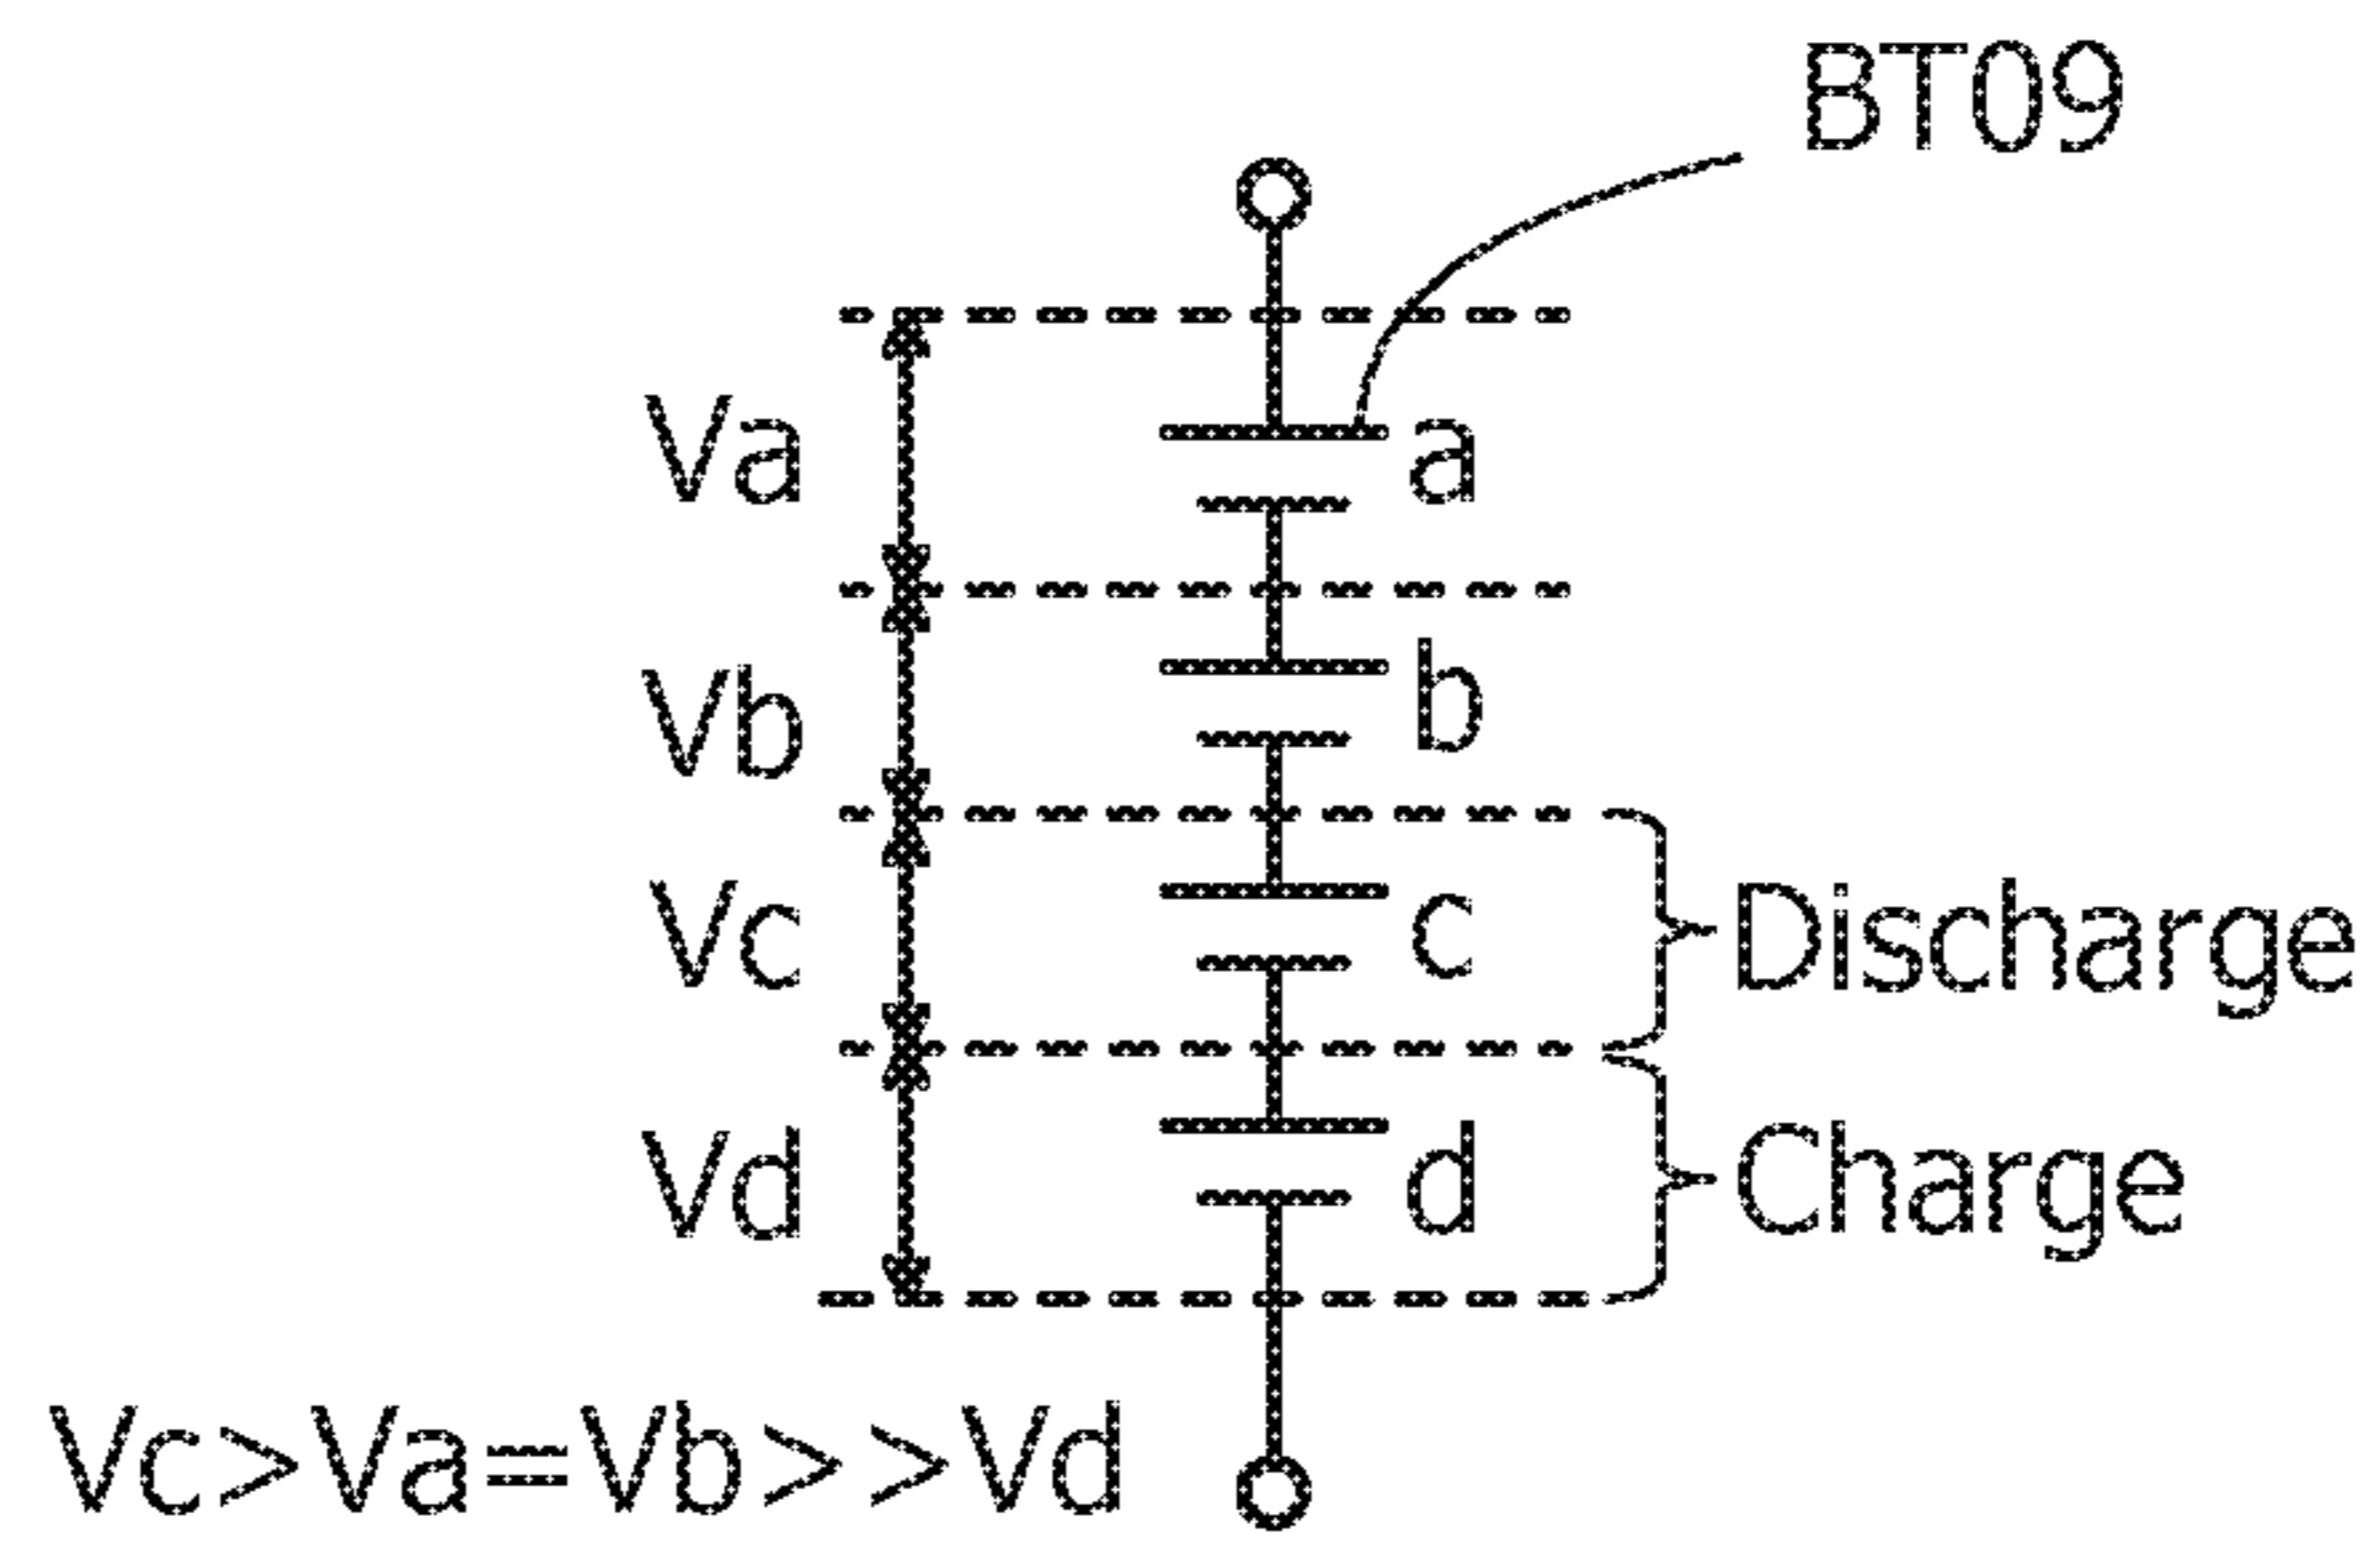 BT09
Va
a
Vb
b
Vc
c
Discharge
Vd
d
Charge
Vc>Va=Vb>>Vd